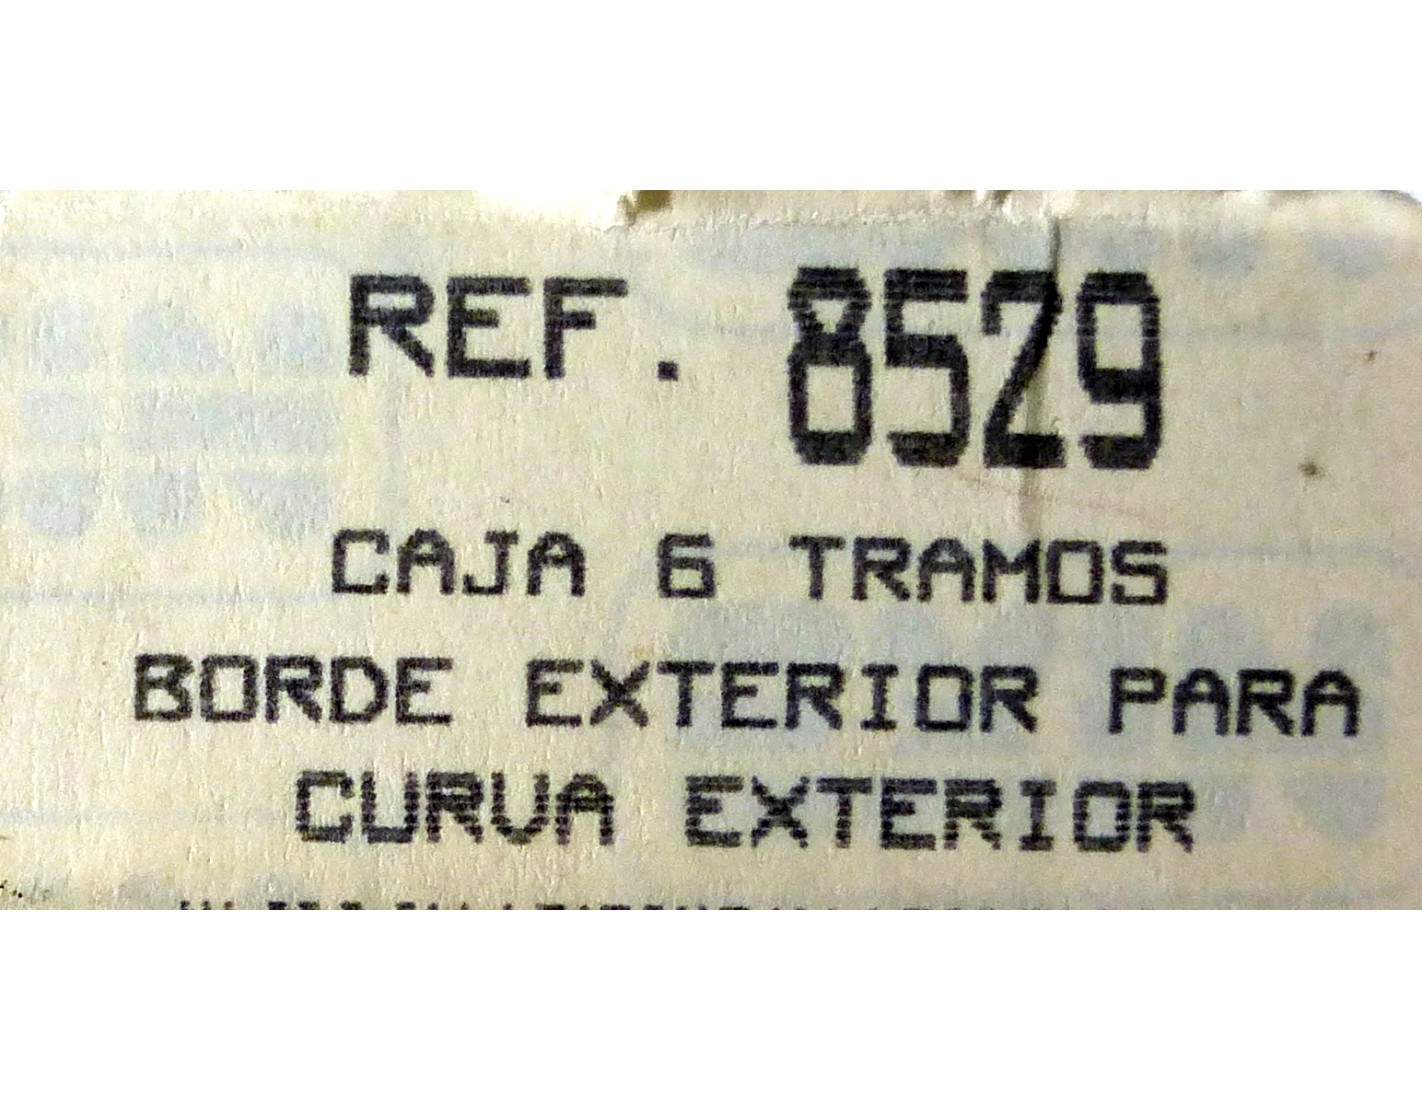 REF. 8529
CAJA 6 TRAMOS
BORDE EXTERIOR PARA
CURVA EXTERIOR